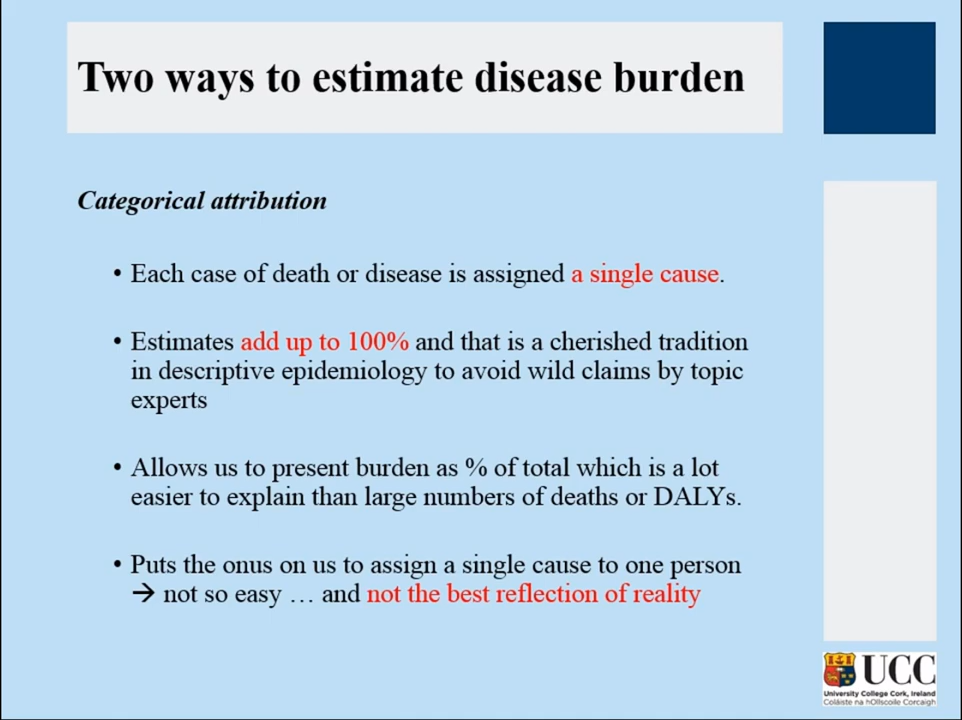 Two ways to estimate disease burden
Categorical attribution
• Each case of death or disease is assigned a single cause.
• Estimates add up to 100% and that is a cherished tradition
in descriptive epidemiology to avoid wild claims by topic
experts
• Allows us to present burden as % of total which is a lot
easier to explain than large numbers of deaths or DALYs.
• Puts the onus on us to assign a single cause to one person
→ not so easy … and not the best reflection of reality
UCC
University College Cork, Ireland
Coláiste na hOllscoile Corcaigh